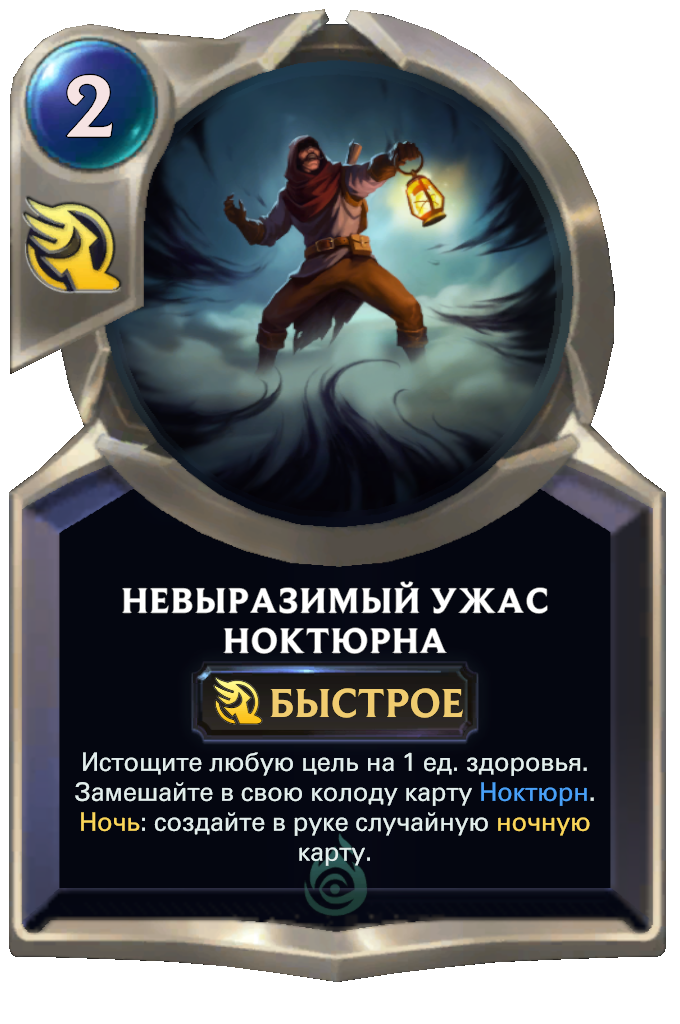 2
НЕВЫРАЗИМЫЙ УЖАС
НОКТЮРНА
БЫСТРОЕ
Истощите любую цель на 1 ед. здоровья.
Замешайте в свою колоду карту Ноктюрн.
Ночь: создайте в руке случайную ночную
карту.